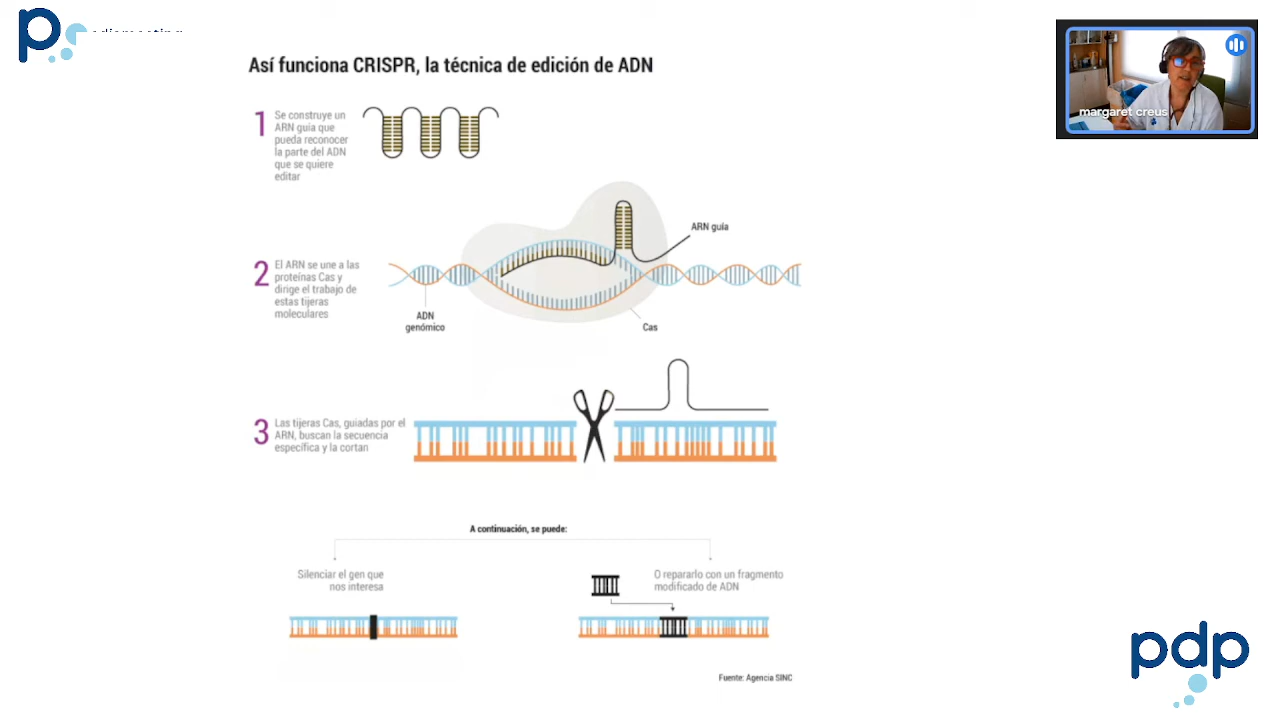 Así funciona CRISPR, la técnica de edición de ADN
1
Se construye un
ARN guía que
pueda reconocer
la parte del ADN
que se quiere
editar
ARN guía
2
El ARN se une a las
proteínas Cas y
dirige el trabajo de
estas tijeras
moleculares
ADN
genómico
Cas
3
Las tijeras Cas, guiadas por el
ARN, buscan la secuencia
específica y la cortan
A continuación, se puede:
Silenciar el gen que
nos interesa
O repararlo con un fragmento
modificado de ADN
Fuente: Agencia SINC
margaret creus
pdp